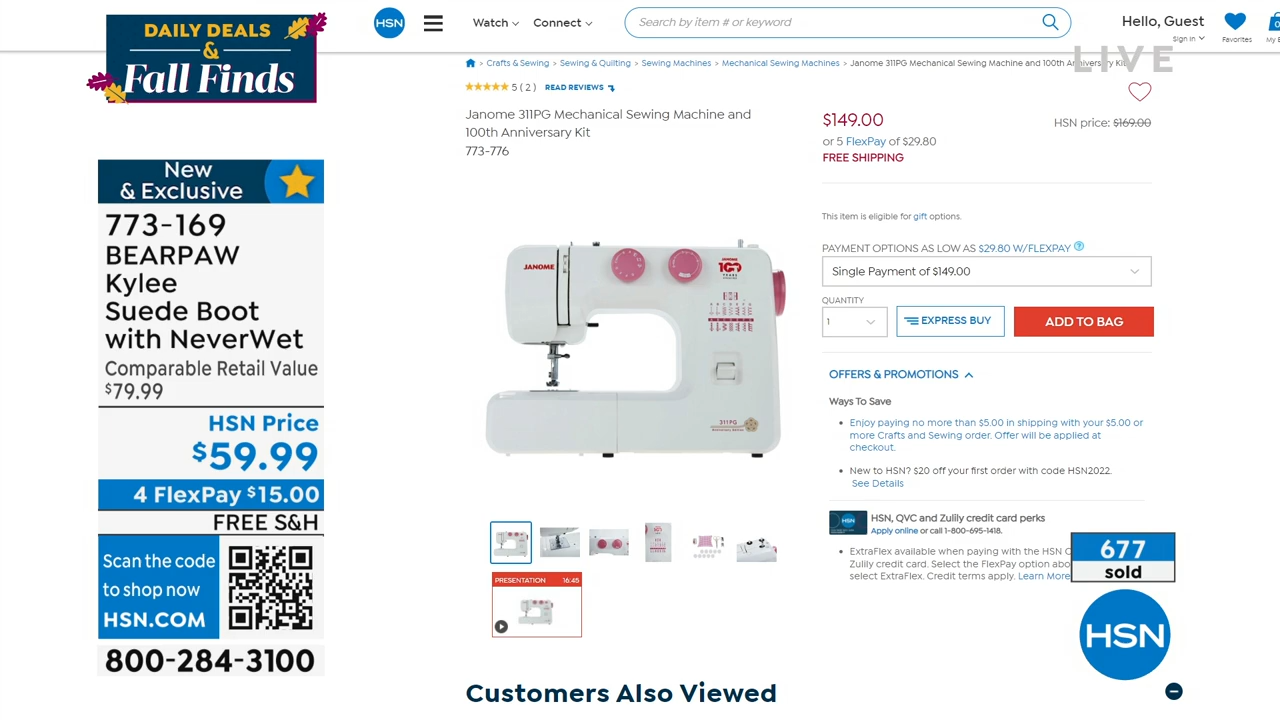 DAILY DEALS
&
Fall Finds
HSN
Watch
Connect
Search by item # or keyword
Hello, Guest
Sign In
Favorites
0
LIVE
> Crafts & Sewing > Sewing & Quilting > Sewing Machines > Mechanical Sewing Machines > Janome 311PG Mechanical Sewing Machine and 100th Anniversary Kit
5 ( 2 ) READ REVIEWS
Janome 311PG Mechanical Sewing Machine and
100th Anniversary Kit
773-776
$149.00
HSN price: $169.00
or 5 FlexPay of $29.80
FREE SHIPPING
This item is eligible for gift options.
PAYMENT OPTIONS AS LOW AS $29.80 W/FLEXPAY ?
Single Payment of $149.00
QUANTITY
1
EXPRESS BUY
ADD TO BAG
OFFERS & PROMOTIONS
Ways To Save
• Enjoy paying no more than $5.00 in shipping with your $5.00 or
more Crafts and Sewing order. Offer will be applied at
checkout.
• New to HSN? $20 off your first order with code HSN2022.
See Details
HSN
HSN, QVC and Zulily credit card perks
Apply online or call 1-800-695-1418.
• ExtraFlex available when paying with the HSN
Zulily credit card. Select the FlexPay option
select ExtraFlex. Credit terms apply. Learn More
677
sold
HSN
New
& Exclusive
773-169
BEARPAW
Kylee
Suede Boot
with NeverWet
Comparable Retail Value
$79.99
HSN Price
$59.99
4 FlexPay $15.00
FREE S&H
Scan the code
to shop now
HSN.COM
800-284-3100
JANOME
100
YEARS
311PG
PRESENTATION 16:45
Customers Also Viewed